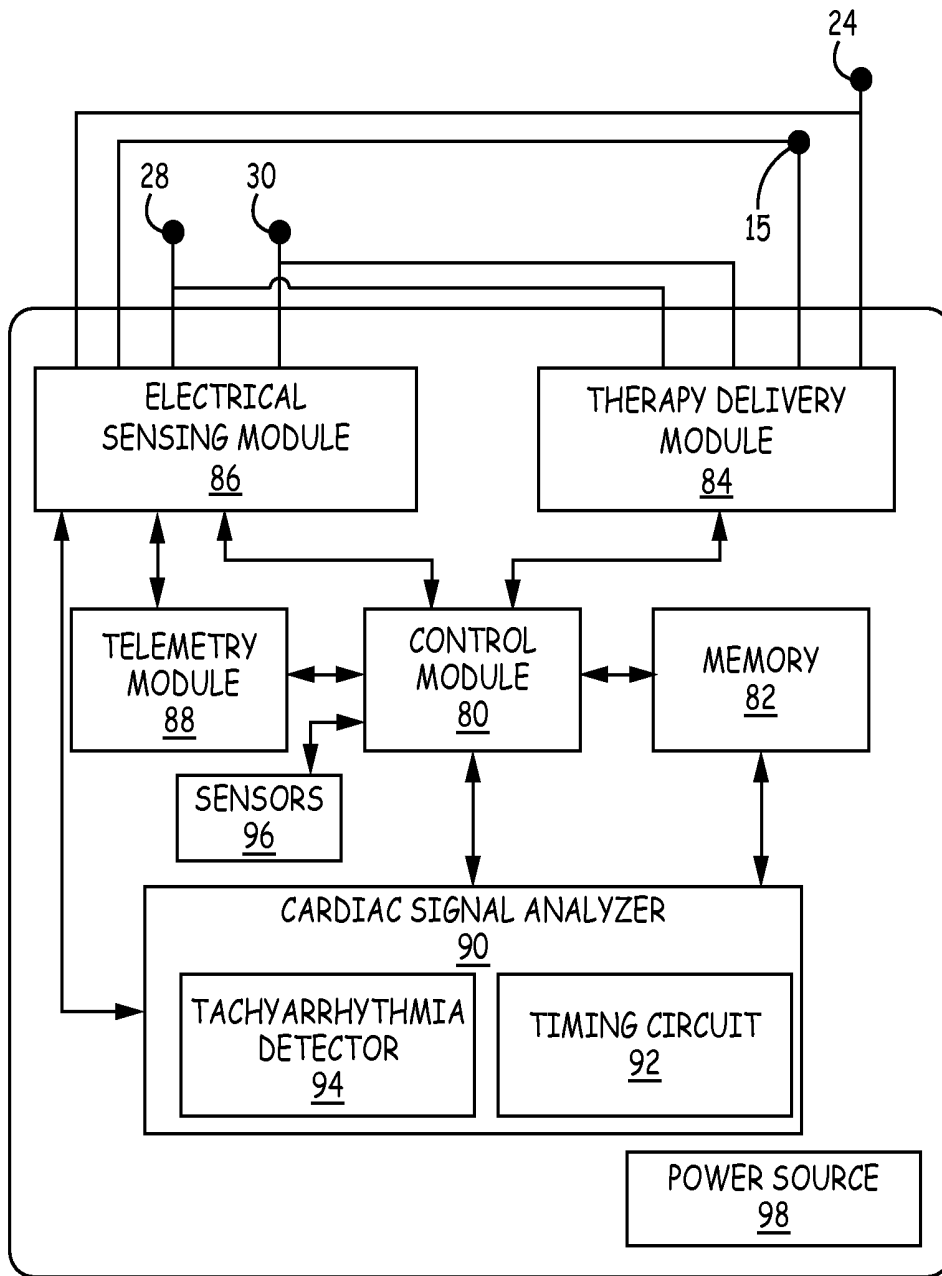 24
28
30
15
ELECTRICAL
SENSING MODULE
86
THERAPY DELIVERY
MODULE
84
TELEMETRY
MODULE
88
CONTROL
MODULE
80
MEMORY
82
SENSORS
96
CARDIAC SIGNAL ANALYZER
90
TACHYARRHYTHMIA
DETECTOR
94
TIMING CIRCUIT
92
POWER SOURCE
98